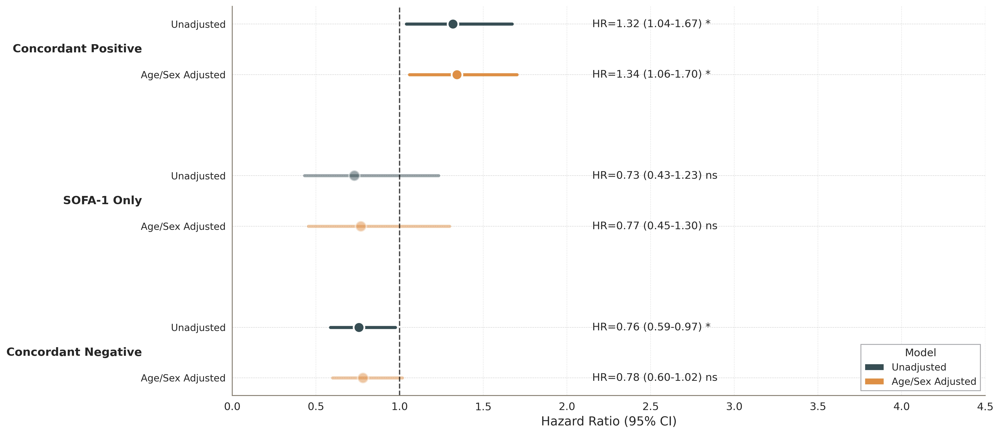 Unadjusted
HR=1.32 (1.04-1.67) *
Concordant Positive
Age/Sex Adjusted
HR=1.34 (1.06-1.70) *
Unadjusted
HR=0.73 (0.43-1.23) ns
SOFA-1 Only
Age/Sex Adjusted
HR=0.77 (0.45-1.30) ns
Unadjusted
HR=0.76 (0.59-0.97) *
Concordant Negative
Age/Sex Adjusted
HR=0.78 (0.60-1.02) ns
Model
Unadjusted
Age/Sex Adjusted
0.0 0.5 1.0 1.5 2.0 2.5 3.0 3.5 4.0 4.5
Hazard Ratio (95% CI)